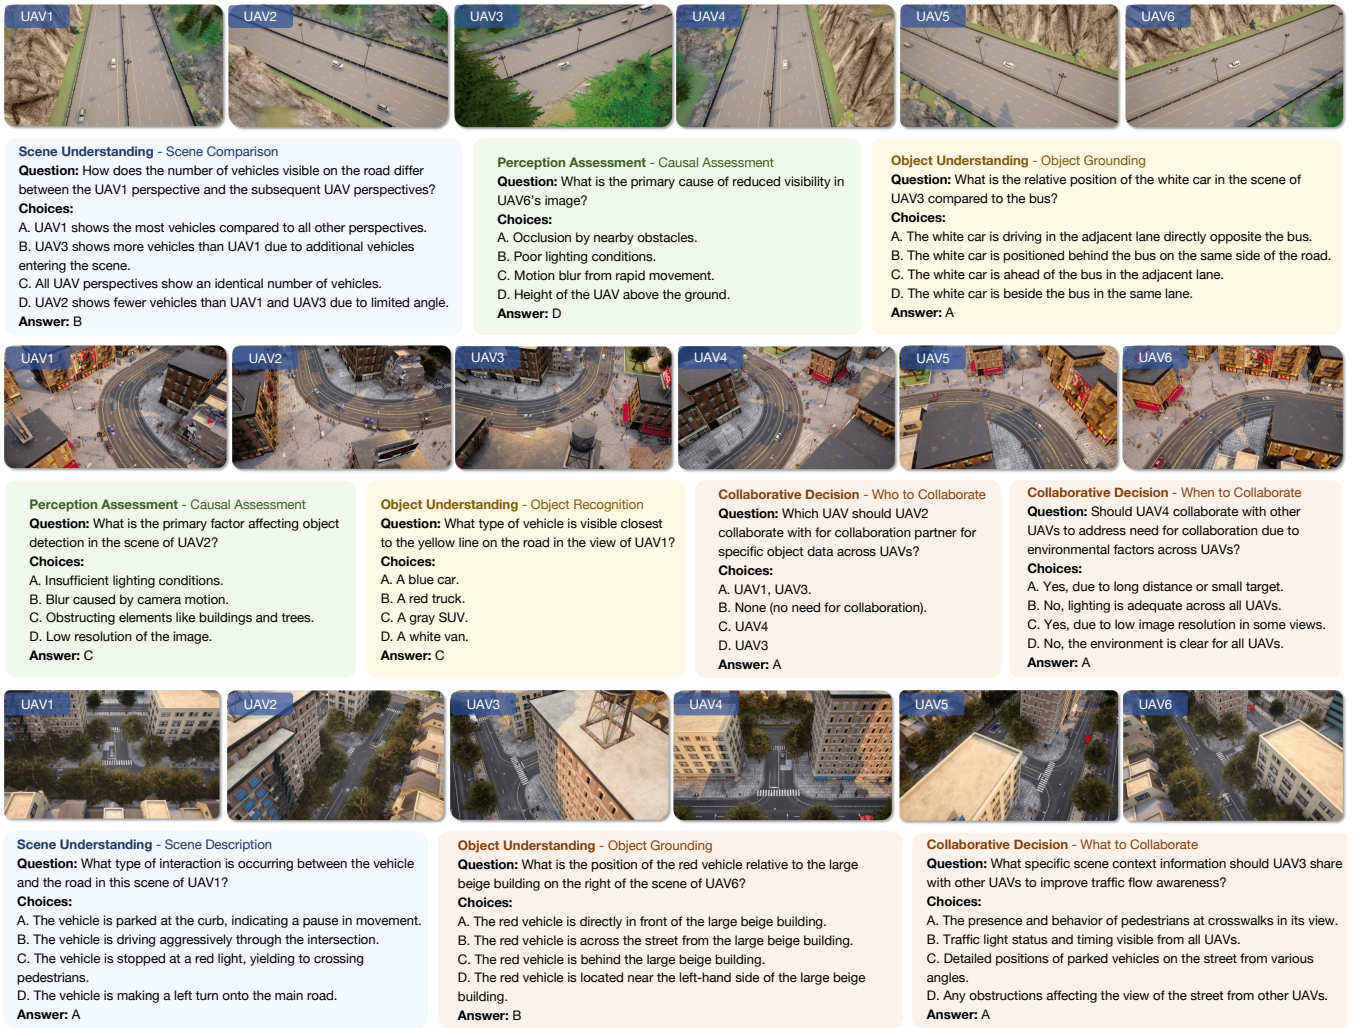 UAV1
UAV2
UAV3
UAV4
UAV5
UAV6
Scene Understanding - Scene Comparison
Question: How does the number of vehicles visible on the road differ
between the UAV1 perspective and the subsequent UAV perspectives?
Choices:
A. UAV1 shows the most vehicles compared to all other perspectives.
B. UAV3 shows more vehicles than UAV1 due to additional vehicles
entering the scene.
C. All UAV perspectives show an identical number of vehicles.
D. UAV2 shows fewer vehicles than UAV1 and UAV3 due to limited angle.
Answer: B
Perception Assessment - Causal Assessment
Question: What is the primary cause of reduced visibility in
UAV6's image?
Choices:
A. Occlusion by nearby obstacles.
B. Poor lighting conditions.
C. Motion blur from rapid movement.
D. Height of the UAV above the ground.
Answer: D
Object Understanding - Object Grounding
Question: What is the relative position of the white car in the scene of
UAV3 compared to the bus?
Choices:
A. The white car is driving in the adjacent lane directly opposite the bus.
B. The white car is positioned behind the bus on the same side of the road.
C. The white car is ahead of the bus in the adjacent lane.
D. The white car is beside the bus in the same lane.
Answer: A
UAV1
UAV2
UAV3
UAV4
UAV5
UAV6
Perception Assessment - Causal Assessment
Question: What is the primary factor affecting object
detection in the scene of UAV2?
Choices:
A. Insufficient lighting conditions.
B. Blur caused by camera motion.
C. Obstructing elements like buildings and trees.
D. Low resolution of the image.
Answer: C
Object Understanding - Object Recognition
Question: What type of vehicle is visible closest
to the yellow line on the road in the view of UAV1?
Choices:
A. A blue car.
B. A red truck.
C. A gray SUV.
D. A white van.
Answer: C
Collaborative Decision - Who to Collaborate
Question: Which UAV should UAV2
collaborate with for collaboration partner for
specific object data across UAVs?
Choices:
A. UAV1, UAV3.
B. None (no need for collaboration).
C. UAV4
D. UAV3
Answer: A
Collaborative Decision - When to Collaborate
Question: Should UAV4 collaborate with other
UAVs to address need for collaboration due to
environmental factors across UAVs?
Choices:
A. Yes, due to long distance or small target.
B. No, lighting is adequate across all UAVs.
C. Yes, due to low image resolution in some views.
D. No, the environment is clear for all UAVs.
Answer: A
UAV1
UAV2
UAV3
UAV4
UAV5
UAV6
Scene Understanding - Scene Description
Question: What type of interaction is occurring between the vehicle
and the road in this scene of UAV1?
Choices:
A. The vehicle is parked at the curb, indicating a pause in movement.
B. The vehicle is driving aggressively through the intersection.
C. The vehicle is stopped at a red light, yielding to crossing
pedestrians.
D. The vehicle is making a left turn onto the main road.
Answer: A
Object Understanding - Object Grounding
Question: What is the position of the red vehicle relative to the large
beige building on the right of the scene of UAV6?
Choices:
A. The red vehicle is directly in front of the large beige building.
B. The red vehicle is across the street from the large beige building.
C. The red vehicle is behind the large beige building.
D. The red vehicle is located near the left-hand side of the large beige
building.
Answer: B
Collaborative Decision - What to Collaborate
Question: What specific scene context information should UAV3 share
with other UAVs to improve traffic flow awareness?
Choices:
A. The presence and behavior of pedestrians at crosswalks in its view.
B. Traffic light status and timing visible from all UAVs.
C. Detailed positions of parked vehicles on the street from various
angles.
D. Any obstructions affecting the view of the street from other UAVs.
Answer: A